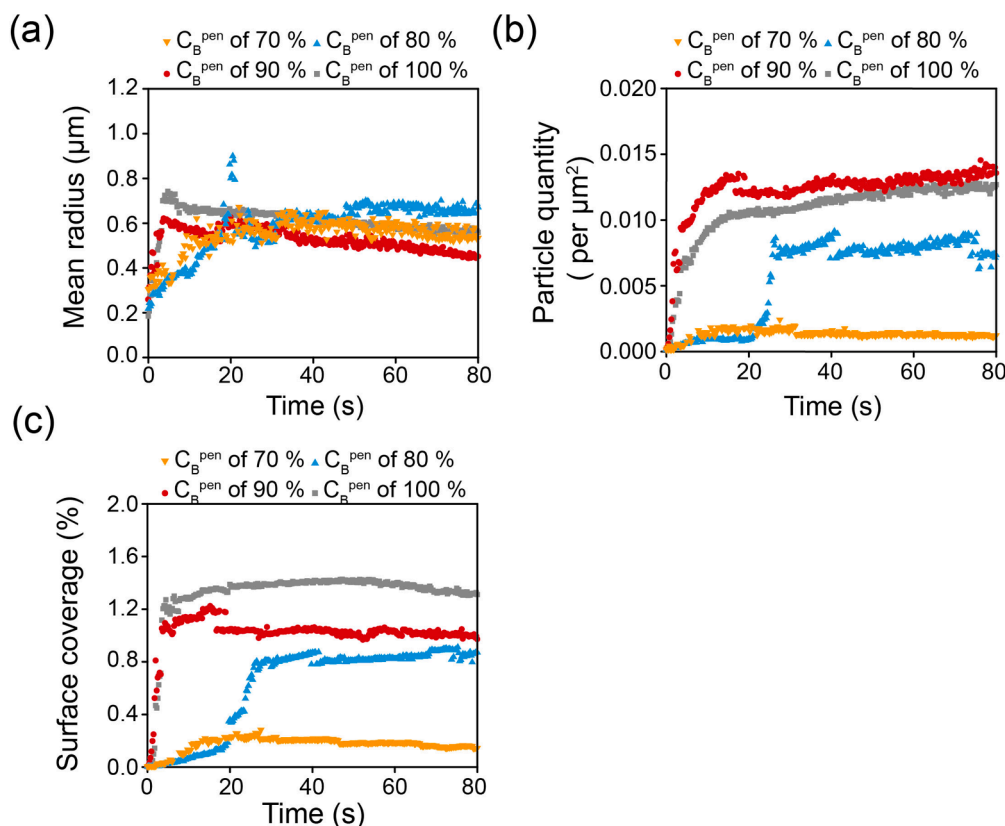 (a)
▼ C_B^pen of 70 % ▲ C_B^pen of 80 %
● C_B^pen of 90 % ■ C_B^pen of 100 %
Mean radius (μm)
1.2
1.0
0.8
0.6
0.4
0.2
0.0
0 20 40 60 80
Time (s)
(b)
▼ C_B^pen of 70 % ▲ C_B^pen of 80 %
● C_B^pen of 90 % ■ C_B^pen of 100 %
Particle quantity
( per μm²)
0.020
0.015
0.010
0.005
0.000
0 20 40 60 80
Time (s)
(c)
▼ C_B^pen of 70 % ▲ C_B^pen of 80 %
● C_B^pen of 90 % ■ C_B^pen of 100 %
Surface coverage (%)
2.0
1.6
1.2
0.8
0.4
0.0
0 20 40 60 80
Time (s)